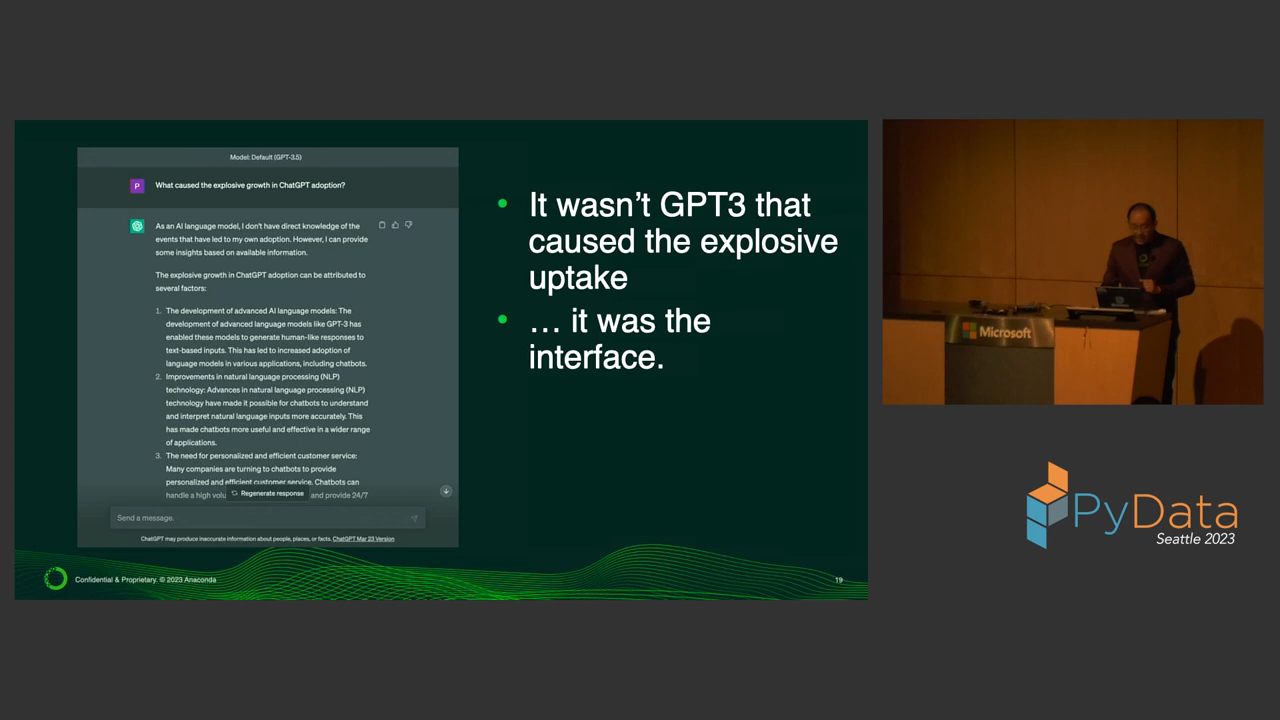 Model: Default (GPT-3.5)
P
What caused the explosive growth in ChatGPT adoption?
As an AI language model, I don't have direct knowledge of the
events that have led to my own adoption. However, I can provide
some insights based on available information.
The explosive growth in ChatGPT adoption can be attributed to
several factors:
1. The development of advanced AI language models: The
development of advanced language models like GPT-3 has
enabled these models to generate human-like responses to
text-based inputs. This has led to increased adoption of
language models in various applications, including chatbots.
2. Improvements in natural language processing (NLP)
technology: Advances in natural language processing (NLP)
technology have made it possible for chatbots to understand
and interpret natural language inputs more accurately. This
has made chatbots more useful and effective in a wider range
of applications.
3. The need for personalized and efficient customer service:
Many companies are turning to chatbots to provide
personalized and efficient customer service. Chatbots can
handle a high volu Regenerate response and provide 24/7
Send a message.
ChatGPT may produce inaccurate information about people, places, or facts. ChatGPT Mar 23 Version
• It wasn't GPT3 that
caused the explosive
uptake
• … it was the
interface.
Confidential & Proprietary. © 2023 Anaconda
19
Microsoft
PyData
Seattle 2023